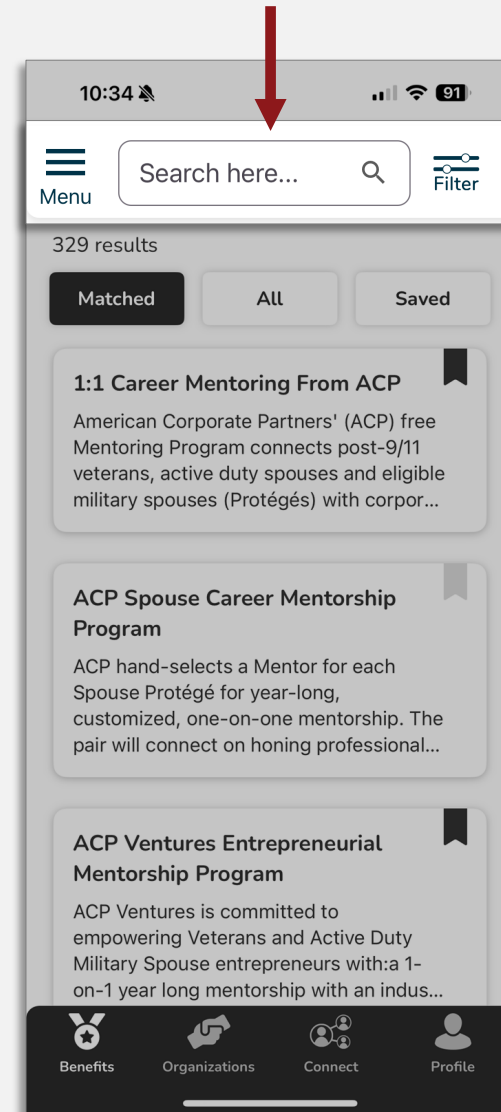 10:34
91
Menu
Search here...
Filter
329 results
Matched
All
Saved
1:1 Career Mentoring From ACP
American Corporate Partners' (ACP) free
Mentoring Program connects post-9/11
veterans, active duty spouses and eligible
military spouses (Protégés) with corpor...
ACP Spouse Career Mentorship
Program
ACP hand-selects a Mentor for each
Spouse Protégé for year-long,
customized, one-on-one mentorship. The
pair will connect on honing professional...
ACP Ventures Entrepreneurial
Mentorship Program
ACP Ventures is committed to
empowering Veterans and Active Duty
Military Spouse entrepreneurs with:a 1-
on-1 year long mentorship with an indus...
Benefits
Organizations
Connect
Profile